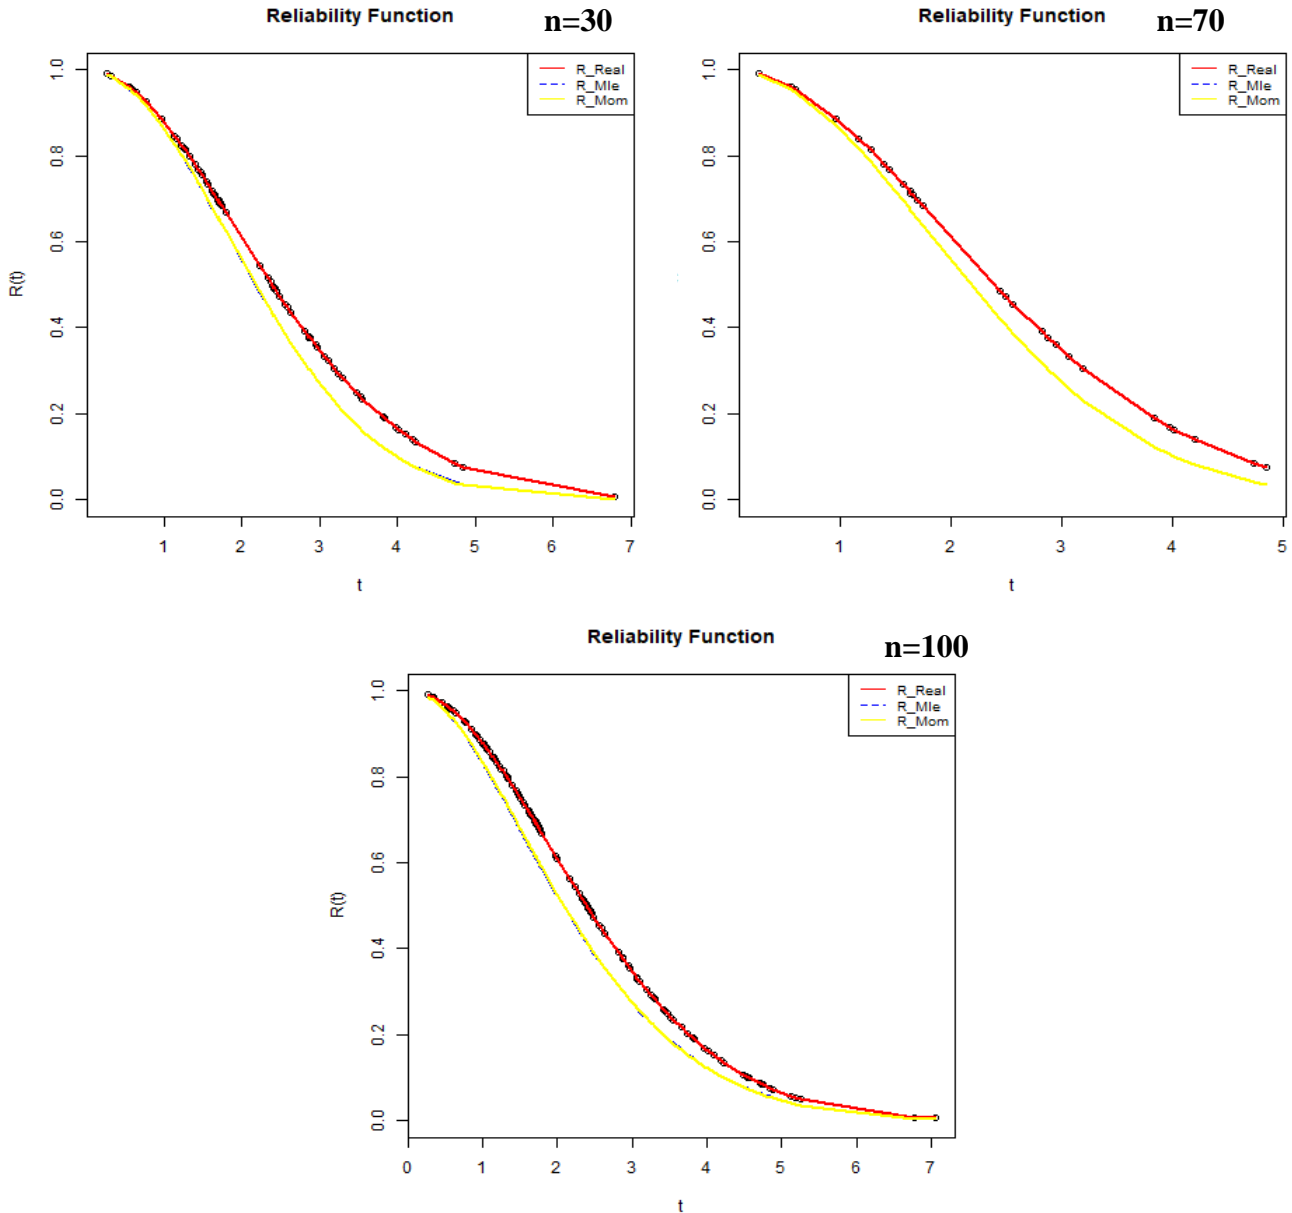 Reliability Function
n=30
R_Real
R_Mle
R_Mom
R(t)
0.0 0.2 0.4 0.6 0.8 1.0
1 2 3 4 5 6 7
t
Reliability Function
n=70
R_Real
R_Mle
R_Mom
0.0 0.2 0.4 0.6 0.8 1.0
1 2 3 4 5
t
Reliability Function
n=100
R_Real
R_Mle
R_Mom
R(t)
0.0 0.2 0.4 0.6 0.8 1.0
0 1 2 3 4 5 6 7
t